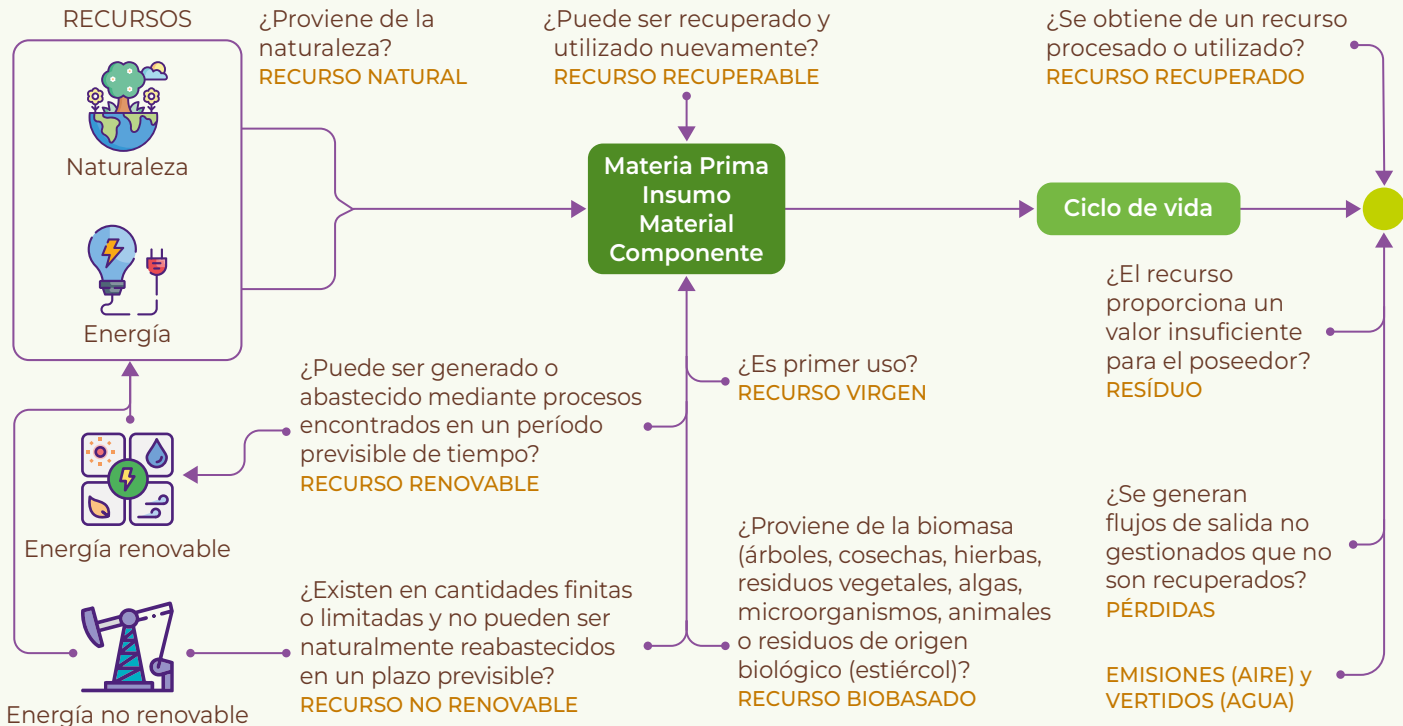 RECURSOS
Naturaleza
Energía
Energía renovable
Energía no renovable
¿Proviene de la
naturaleza?
RECURSO NATURAL
¿Puede ser recuperado y
utilizado nuevamente?
RECURSO RECUPERABLE
¿Se obtiene de un recurso
procesado o utilizado?
RECURSO RECUPERADO
Materia Prima
Insumo
Material
Componente
Ciclo de vida
¿Puede ser generado o
abastecido mediante procesos
encontrados en un período
previsible de tiempo?
RECURSO RENOVABLE
¿Existen en cantidades finitas
o limitadas y no pueden ser
naturalmente reabastecidos
en un plazo previsible?
RECURSO NO RENOVABLE
¿Es primer uso?
RECURSO VIRGEN
¿Proviene de la biomasa
(árboles, cosechas, hierbas,
residuos vegetales, algas,
microorganismos, animales
o residuos de origen
biológico (estiércol)?
RECURSO BIOBASADO
¿El recurso
proporciona un
valor insuficiente
para el poseedor?
RESÍDUO
¿Se generan
flujos de salida no
gestionados que no
son recuperados?
PÉRDIDAS
EMISIONES (AIRE) y
VERTIDOS (AGUA)